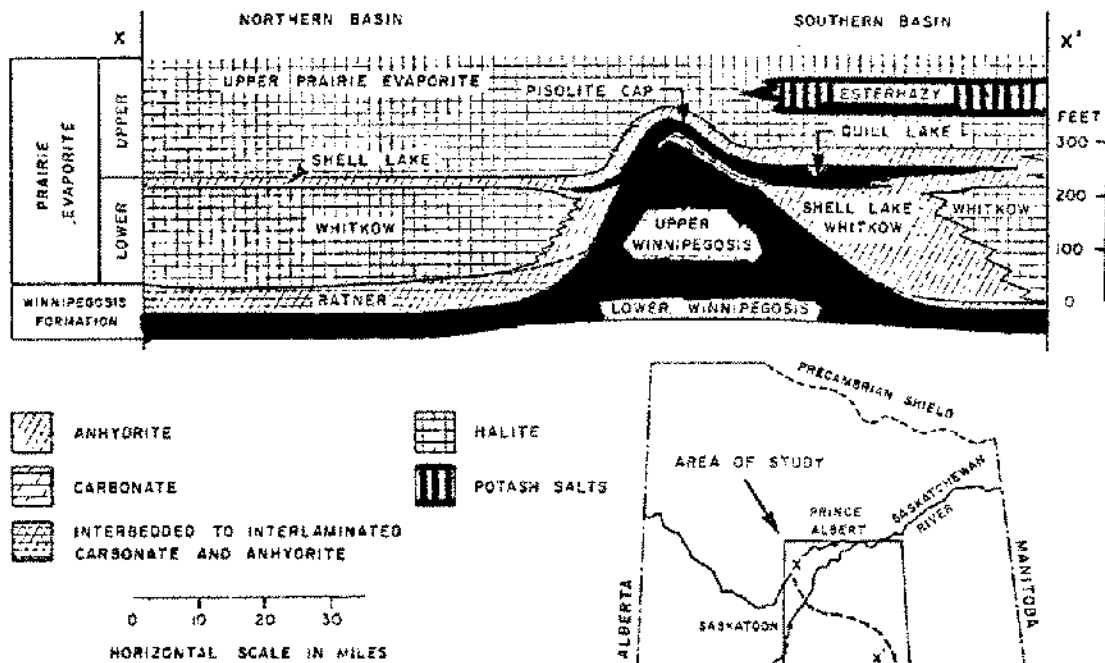 NORTHERN BASIN
SOUTHERN BASIN
X
X'
UPPER PRAIRIE EVAPORITE
PISOLITE CAP
ESTERHAZY
FEET
QUILL LAKE
300
PRAIRIE
EVAPORITE
UPPER
SHELL LAKE
200
LOWER
WHITKOW
UPPER
WINNIPEGOSIS
SHELL LAKE
WHITKOW
WHITKOW
100
RATNER
0
WINNIPEGOSIS
FORMATION
LOWER WINNIPEGOSIS
ANHYDRITE
HALITE
CARBONATE
POTASH SALTS
INTERBEDDED TO INTERLAMINATED
CARBONATE AND ANHYDRITE
0 10 20 30
HORIZONTAL SCALE IN MILES
PRECAMBRIAN SHIELD
AREA OF STUDY
PRINCE
ALBERT
SASKATCHEWAN
RIVER
X
ALBERTA
SASKATOON
MANITOBA
X'